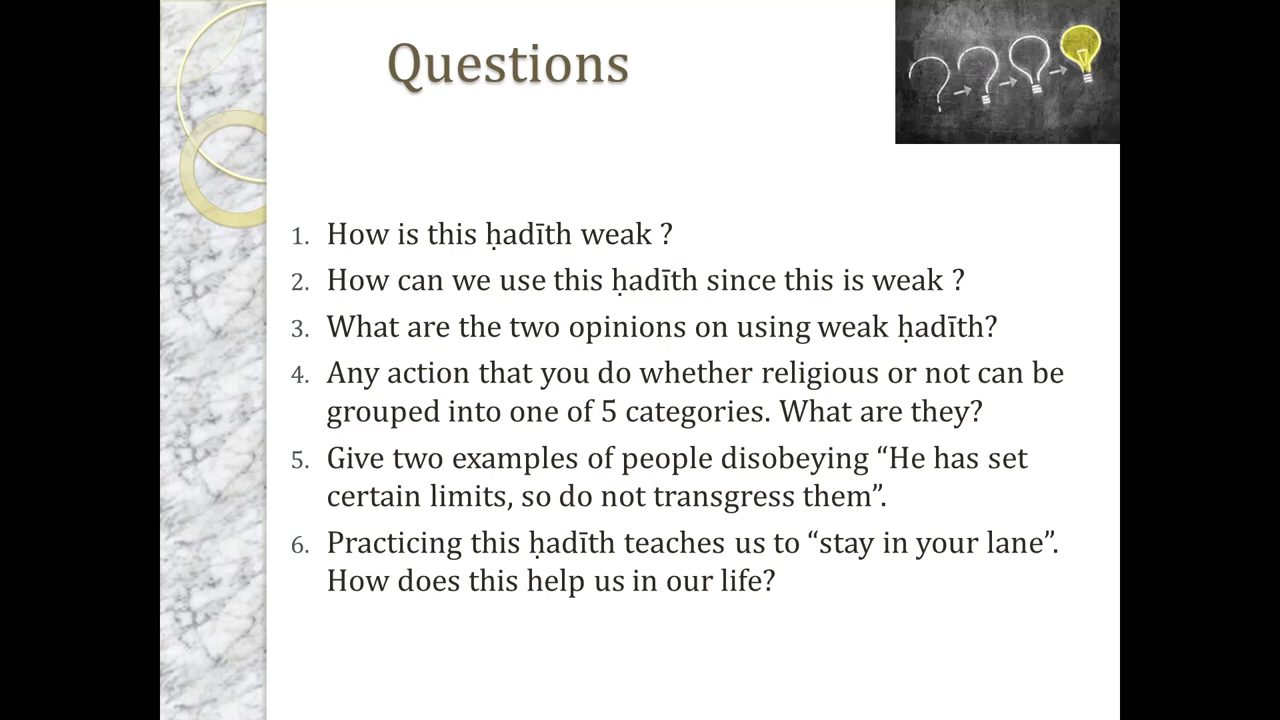 Questions
1. How is this ḥadīth weak ?
2. How can we use this ḥadīth since this is weak ?
3. What are the two opinions on using weak ḥadīth?
4. Any action that you do whether religious or not can be
grouped into one of 5 categories. What are they?
5. Give two examples of people disobeying “He has set
certain limits, so do not transgress them”.
6. Practicing this ḥadīth teaches us to “stay in your lane”.
How does this help us in our life?